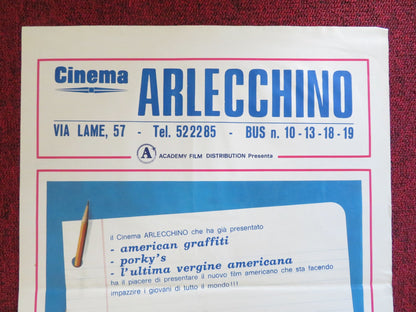 Cinema ARLECCHINO
VIA LAME, 57 - Tel. 522285 - BUS n. 10-13-18-19
A ACADEMY FILM DISTRIBUTION Presenta
il Cinema ARLECCHINO che ha già presentato
- american graffiti
- porky's
- l'ultima vergine americana
ha il piacere di presentare il nuovo film americano che sta facendo
impazzire i giovani di tutto il mondo!!!